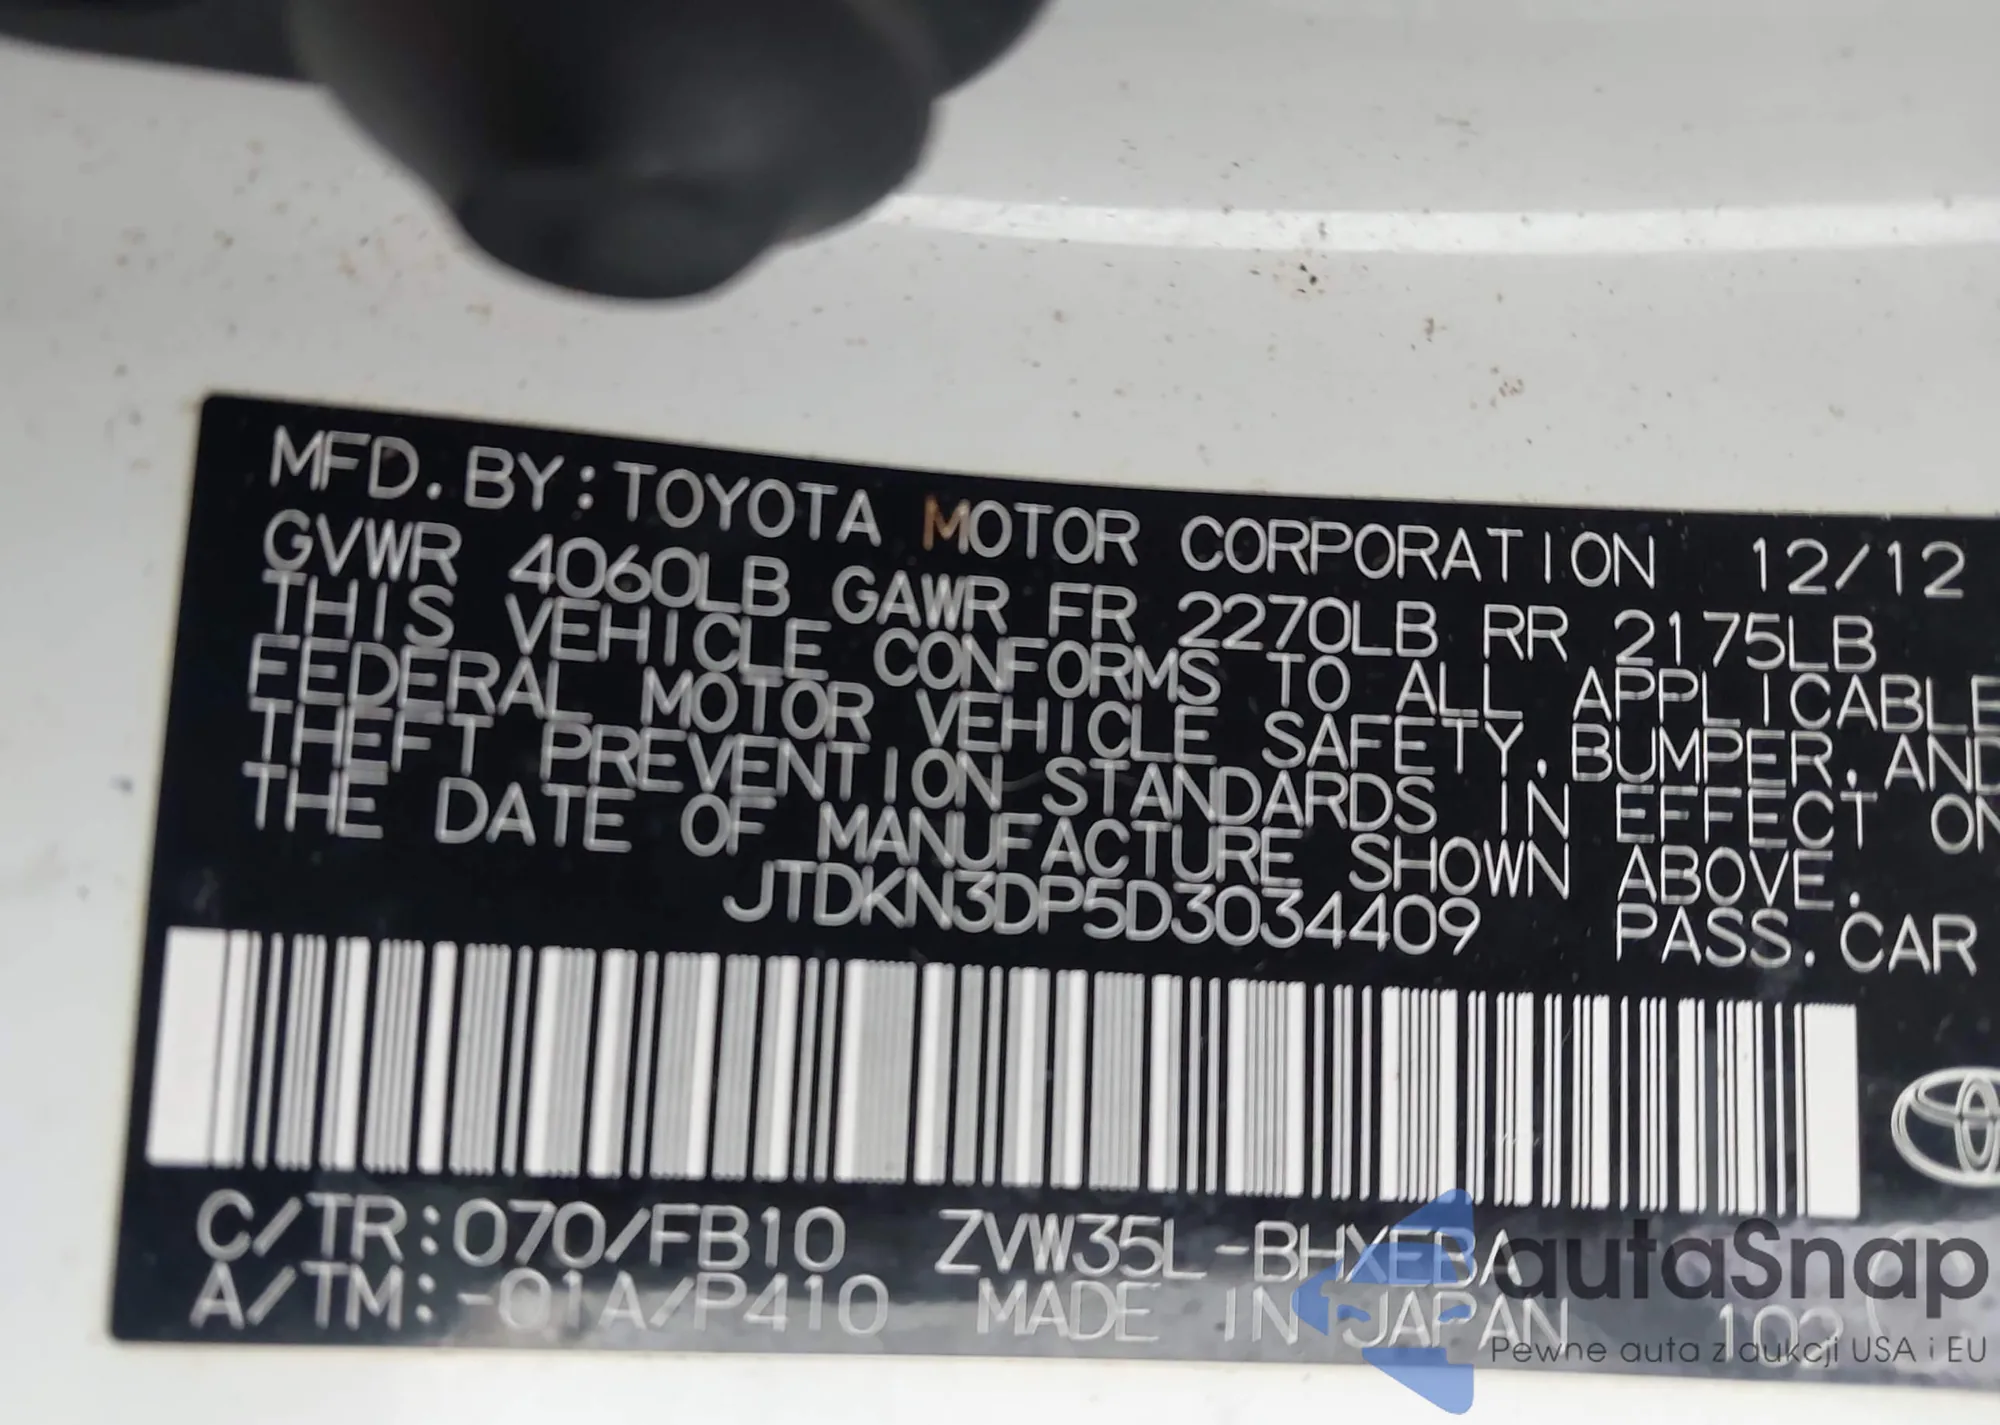 MFD.BY:TOYOTA MOTOR CORPORATION 12/12
GVWR 4060LB GAWR FR 2270LB RR 2175LB
THIS VEHICLE CONFORMS TO ALL APPLICABLE
FEDERAL MOTOR VEHICLE SAFETY,BUMPER,AND
THEFT PREVENTION STANDARDS IN EFFECT ON
THE DATE OF MANUFACTURE SHOWN ABOVE.
JTDKN3DP5D3034409 PASS.CAR
C/TR:070/FB10 ZVW35L-BHXEBA
A/TM:-01A/P410 MADE IN JAPAN 102
autaSnap
Pewne auta z aukcji USA i EU